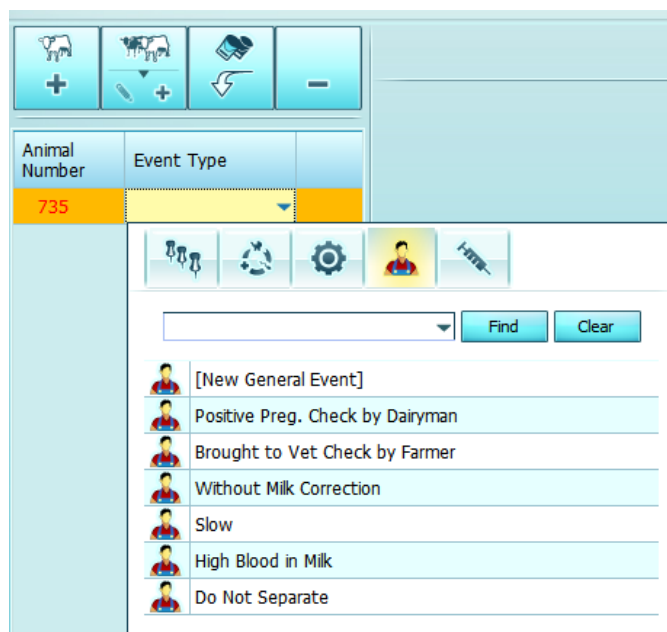 Animal
Number
Event Type
735
Find
Clear
[New General Event]
Positive Preg. Check by Dairyman
Brought to Vet Check by Farmer
Without Milk Correction
Slow
High Blood in Milk
Do Not Separate